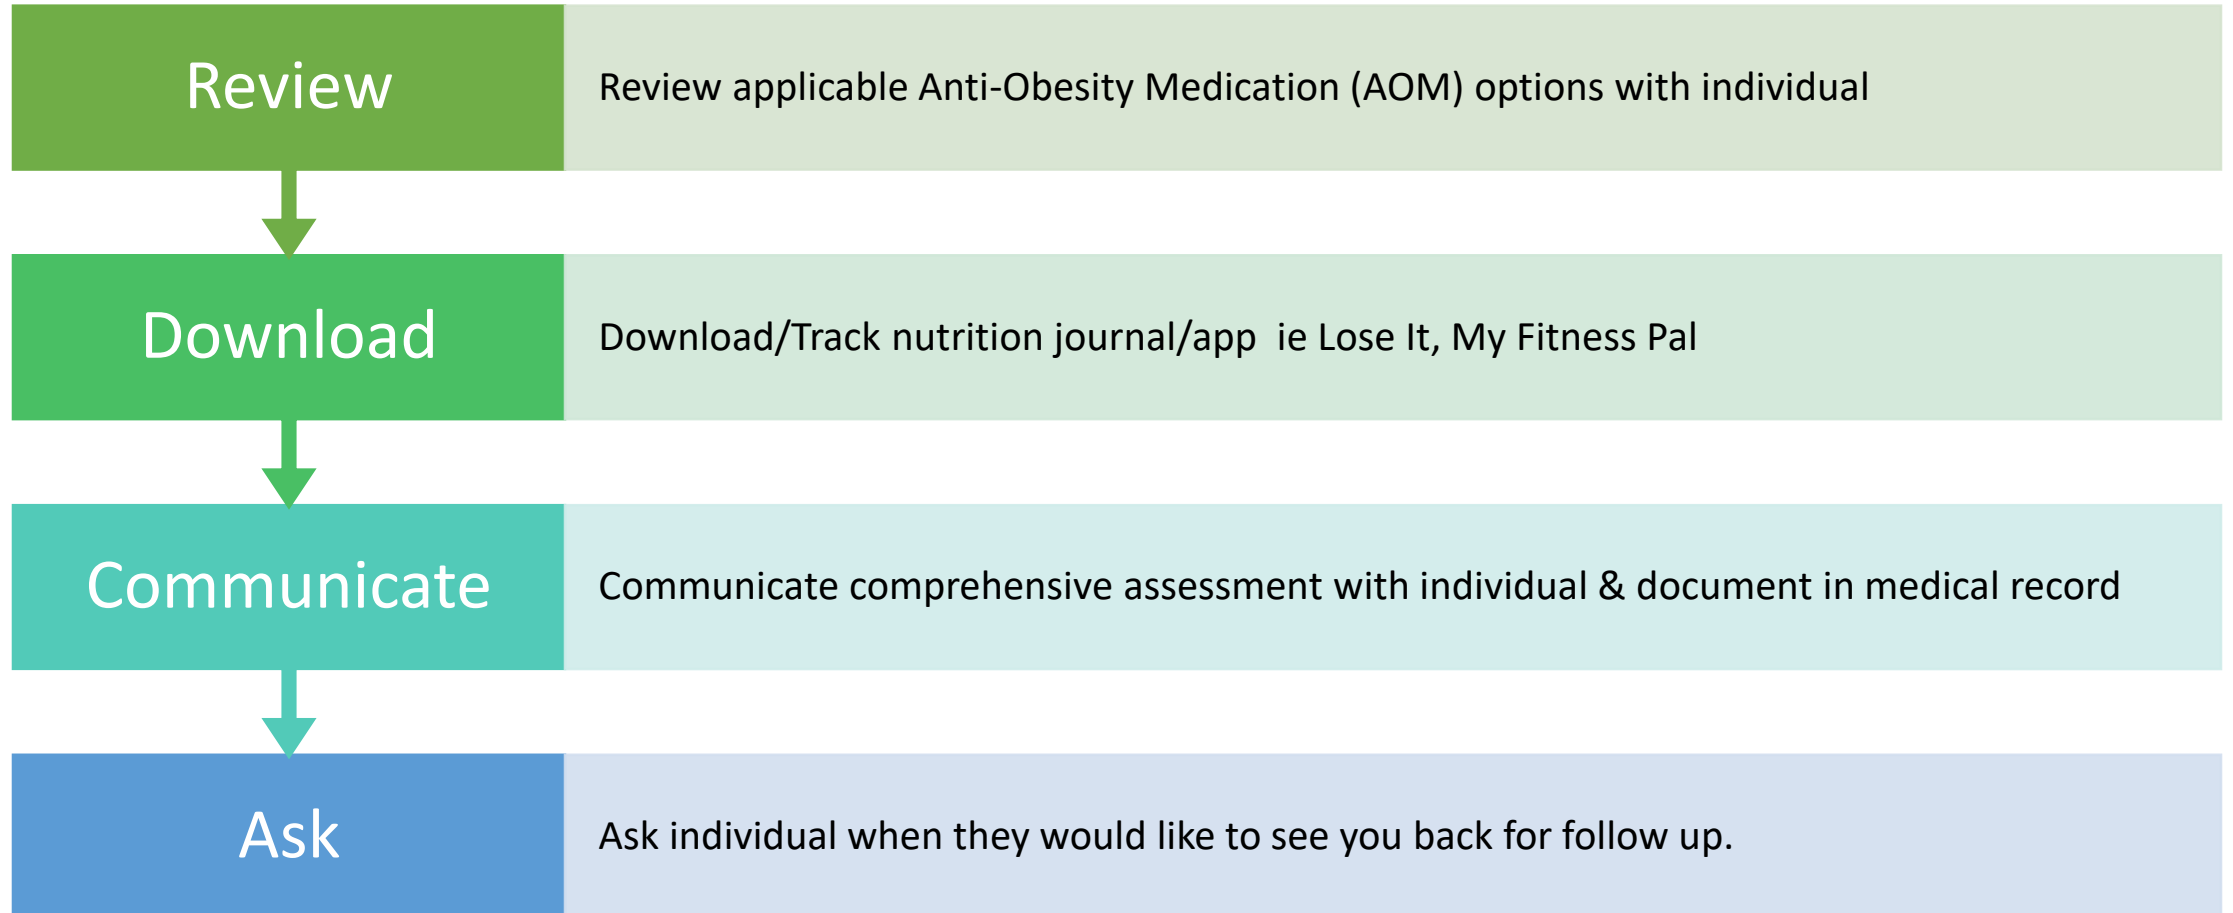 Review
Review applicable Anti-Obesity Medication (AOM) options with individual
Download
Download/Track nutrition journal/app  ie Lose It, My Fitness Pal
Communicate
Communicate comprehensive assessment with individual & document in medical record
Ask
Ask individual when they would like to see you back for follow up.